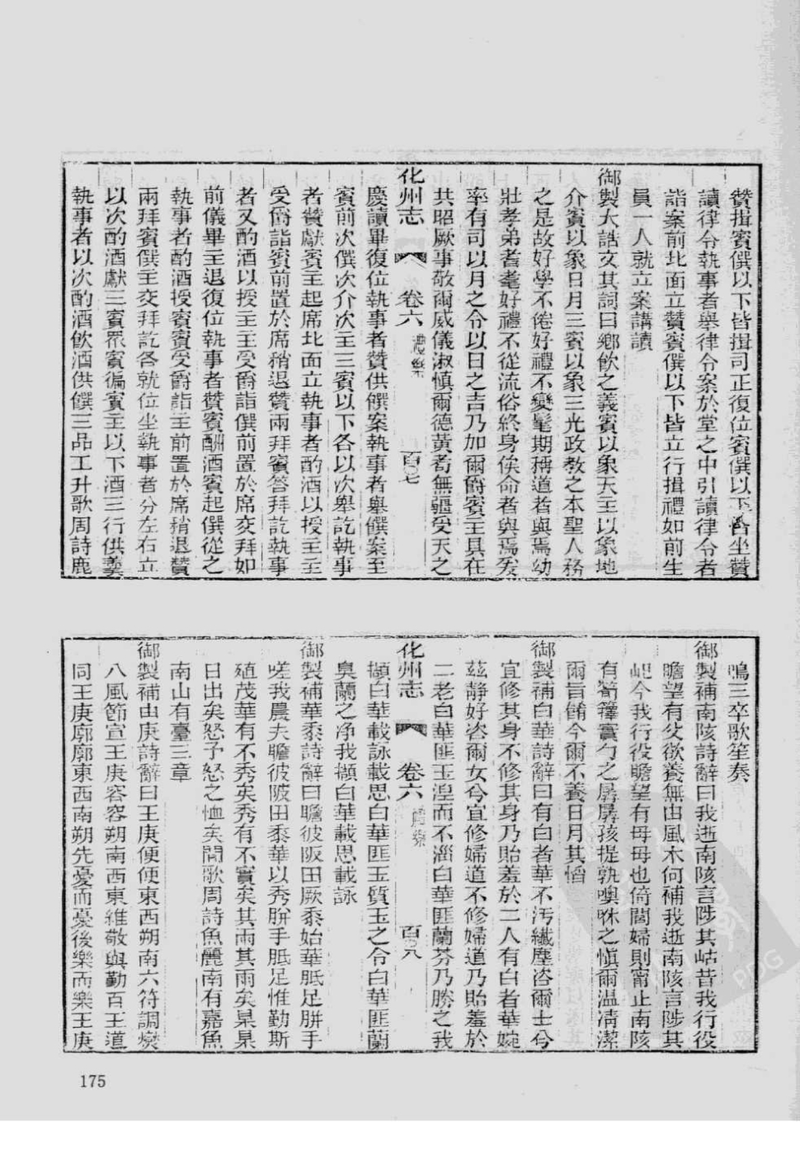 贊揖賓僎以下皆揖司正復位賓僎以下皆坐贊
讀律令執事者舉律令案於堂之中引讀律令者
詣案前北面立贊賓僎以下皆立行揖禮如前生
員一人就立案講讀
御製大誥文其詞曰鄉飲之義賓以象天主以象地
介賓以象日月三賓以象三光政教之本聖人務
之是故好學不倦好禮不變髦期稱道者與焉幼
壯孝弟耆耄好禮不從流俗終身俟命者與焉爰
率有司以月之令以日之吉乃加爾爵賓主具在
共昭厥事敬爾威儀淑慎爾德黃耇無疆受天之
化州志 卷六 禮樂 百七
慶讀畢復位執事者贊供饌案執事者舉饌案至
賓前次僎次介次主三賓以下各以次舉訖執事
者贊獻賓主起席北面立執事者酌酒以授主主
受爵詣賓前置於席稍退贊兩拜賓答拜訖執事
者又酌酒以授主主受爵詣僎前置於席交拜如
前儀畢主退復位執事者贊賓酬酒賓起僎從之
執事者酌酒授賓賓受爵詣主前置於席稍退贊
兩拜賓僎主交拜訖各就位坐執事者分左右立
以次酌酒獻三賓眾賓徧賓主以下酒三行供羹
執事者以次酌酒飲酒供饌三品工升歌周詩鹿
鳴三卒歌笙奏
御製補南陔詩辭曰我逝南陔言陟其岵昔我行役
瞻望有父欲養無由風木何補我逝南陔言陟其
屺今我行役瞻望有母母也倚閭婦則甯止南陔
有筍籜實勺之孱孱孩提孰噢咻之慎爾溫凊潔
爾旨餚今爾不養日月其慆
御製補白華詩辭曰有白者華不汚纖塵咨爾士兮
宜修其身不修其身乃貽羞於二人有白者華婉
茲靜好咨爾女兮宜修婦道不修婦道乃貽羞於
二老白華匪玉涅而不淄白華匪蘭芬乃勝之我
擷白華載詠載思白華匪玉質玉之令白華匪蘭
臭蘭之净我擷白華載思載詠
化州志 卷六 禮樂 百八
御製補華黍詩辭曰瞻彼阪田厥黍始華胝足胼手
嗟我農夫瞻彼陂田黍華以秀胼手胝足惟勤斯
殖茂華有不秀矣秀有不實矣其雨其雨矣杲杲
日出矣怒予怒之恤矣間歌周詩魚麗南有嘉魚
南山有臺三章
御製補由庚詩辭曰王庚便便東西朔南六符調燮
八風節宣王庚容容朔南西東維敬與勤百王道
同王庚廓廓東西南朔先憂而憂後樂而樂王庚
175